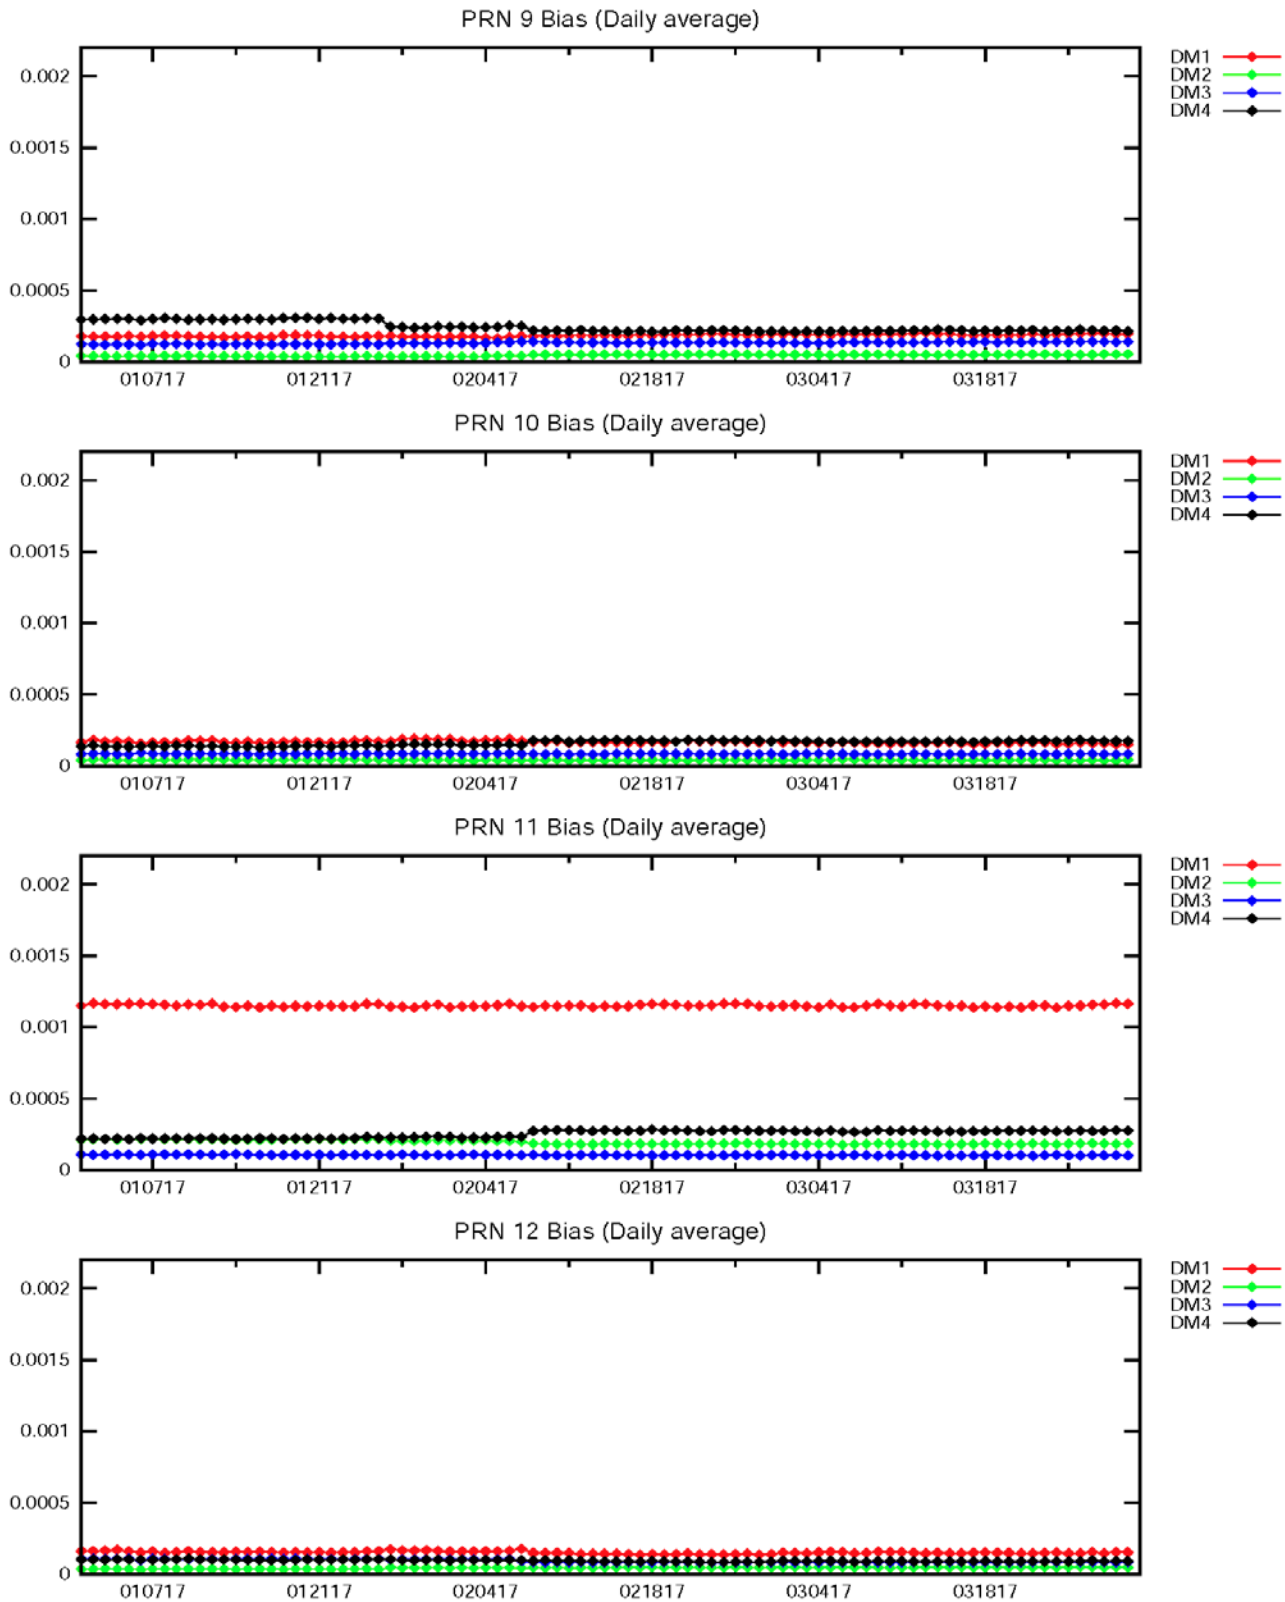 PRN 9 Bias (Daily average)
DM1
DM2
DM3
DM4
0.002
0.0015
0.001
0.0005
0
010717 012117 020417 021817 030417 031817
PRN 10 Bias (Daily average)
DM1
DM2
DM3
DM4
0.002
0.0015
0.001
0.0005
0
010717 012117 020417 021817 030417 031817
PRN 11 Bias (Daily average)
DM1
DM2
DM3
DM4
0.002
0.0015
0.001
0.0005
0
010717 012117 020417 021817 030417 031817
PRN 12 Bias (Daily average)
DM1
DM2
DM3
DM4
0.002
0.0015
0.001
0.0005
0
010717 012117 020417 021817 030417 031817